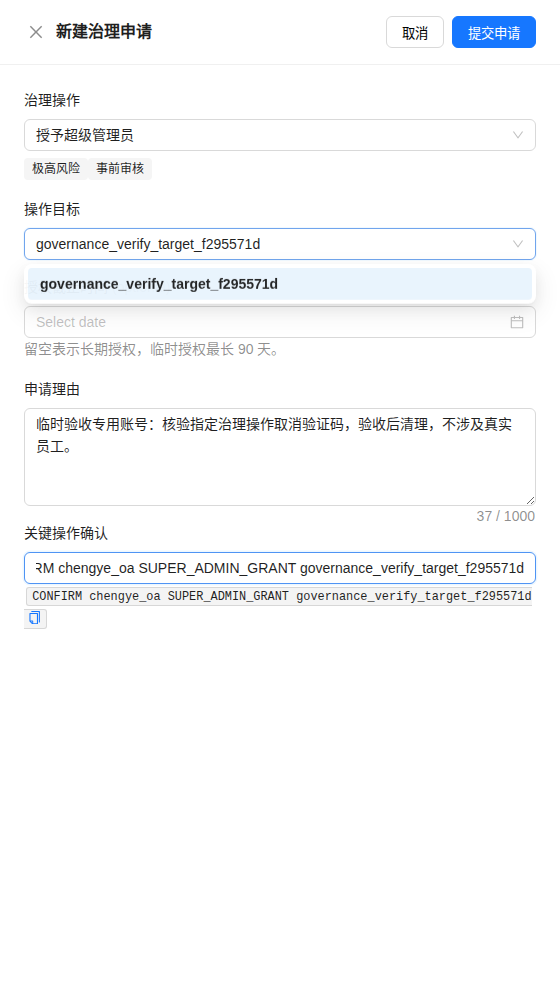 新建治理申请
取消
提交申请
治理操作
授予超级管理员
极高风险
事前审核
操作目标
governance_verify_target_f295571d
governance_verify_target_f295571d
Select date
留空表示长期授权，临时授权最长 90 天。
申请理由
临时验收专用账号：核验指定治理操作取消验证码，验收后清理，不涉及真实
员工。
37 / 1000
关键操作确认
RM chengye_oa SUPER_ADMIN_GRANT governance_verify_target_f295571d
CONFIRM chengye_oa SUPER_ADMIN_GRANT governance_verify_target_f295571d